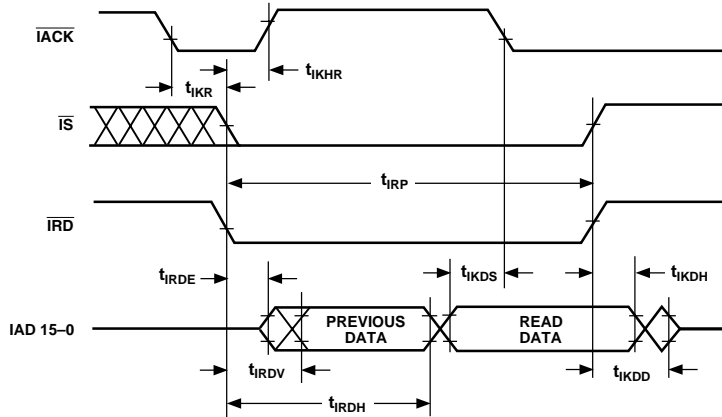 IACK
tIKR
tIKHR
IS
tIRP
IRD
tIRDE
tIKDS
tIKDH
IAD 15–0
PREVIOUS
DATA
READ
DATA
tIRDV
tIKDD
tIRDH